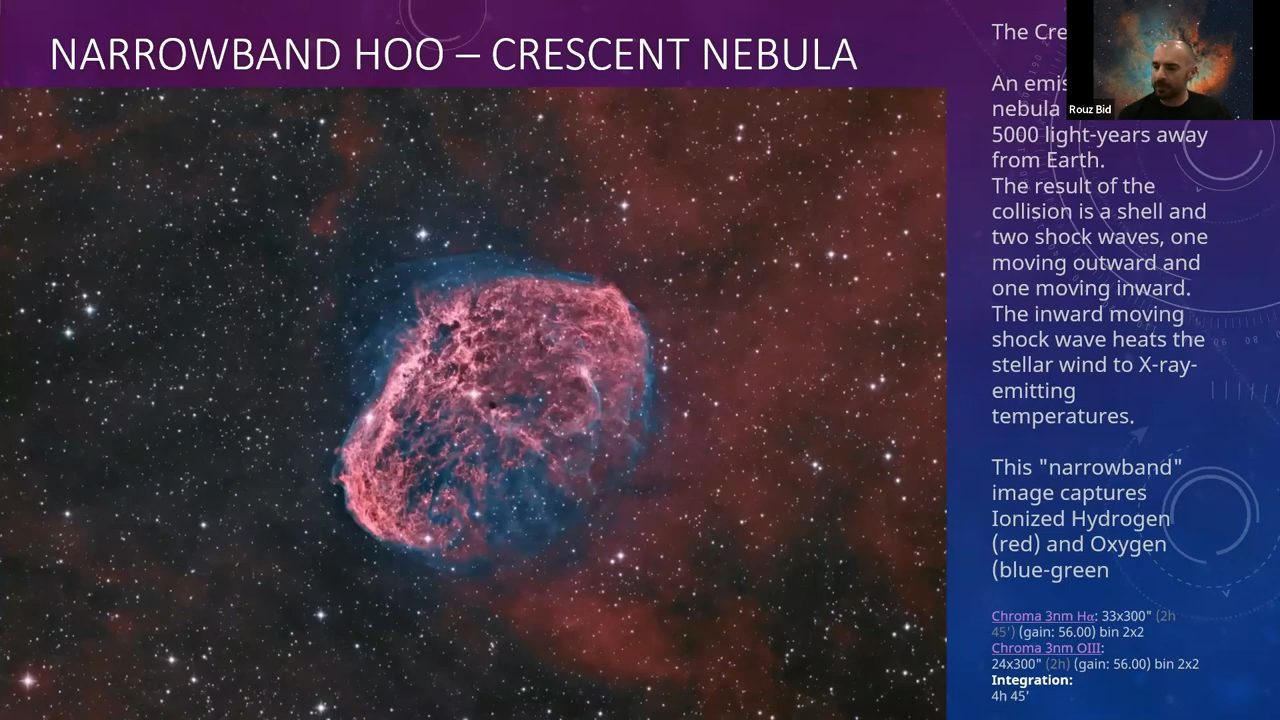 NARROWBAND HOO – CRESCENT NEBULA
The Cre
An emis
nebula
5000 light-years away
from Earth.
The result of the
collision is a shell and
two shock waves, one
moving outward and
one moving inward.
The inward moving
shock wave heats the
stellar wind to X-ray-
emitting
temperatures.
This "narrowband"
image captures
Ionized Hydrogen
(red) and Oxygen
(blue-green
Chroma 3nm Hα: 33x300" (2h
45') (gain: 56.00) bin 2x2
Chroma 3nm OIII:
24x300" (2h) (gain: 56.00) bin 2x2
Integration:
4h 45'
Rouz Bid